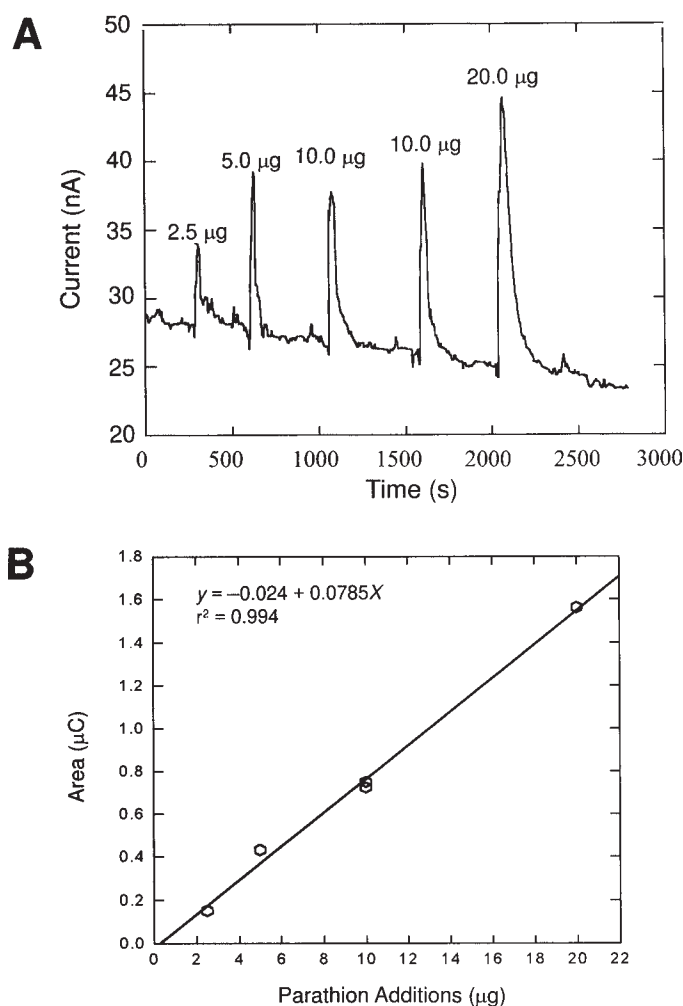 A
50
45
40
35
30
25
20
Current (nA)
2.5 μg
5.0 μg
10.0 μg
10.0 μg
20.0 μg
0 500 1000 1500 2000 2500 3000
Time (s)
B
1.8
1.6
1.4
1.2
1.0
0.8
0.6
0.4
0.2
0.0
Area (μC)
y = –0.024 + 0.0785X
r² = 0.994
0 2 4 6 8 10 12 14 16 18 20 22
Parathion Additions (μg)